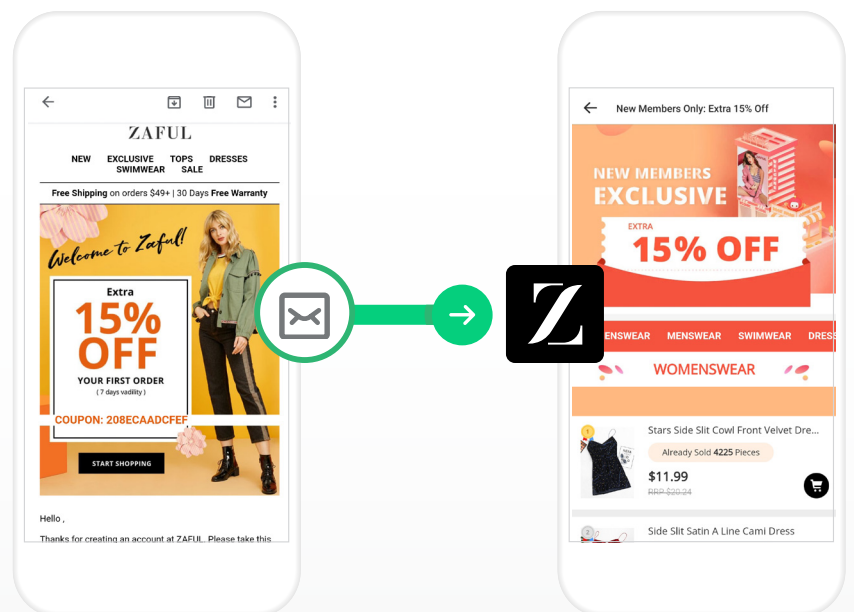 ZAFUL
NEW EXCLUSIVE TOPS DRESSES
SWIMWEAR SALE
Free Shipping on orders $49+ | 30 Days Free Warranty
Welcome to Zaful!
Extra
15%
OFF
YOUR FIRST ORDER
( 7 days vadility )
COUPON: 208ECAADCFEF
START SHOPPING
Hello ,
Thanks for creating an account at ZAFUL. Please take this
Z
New Members Only: Extra 15% Off
NEW MEMBERS
EXCLUSIVE
EXTRA
15% OFF
ENSWEAR MENSWEAR SWIMWEAR DRES
WOMENSWEAR
1
Stars Side Slit Cowl Front Velvet Dre...
Already Sold 4225 Pieces
$11.99
RRP $20.24
2
Side Slit Satin A Line Cami Dress